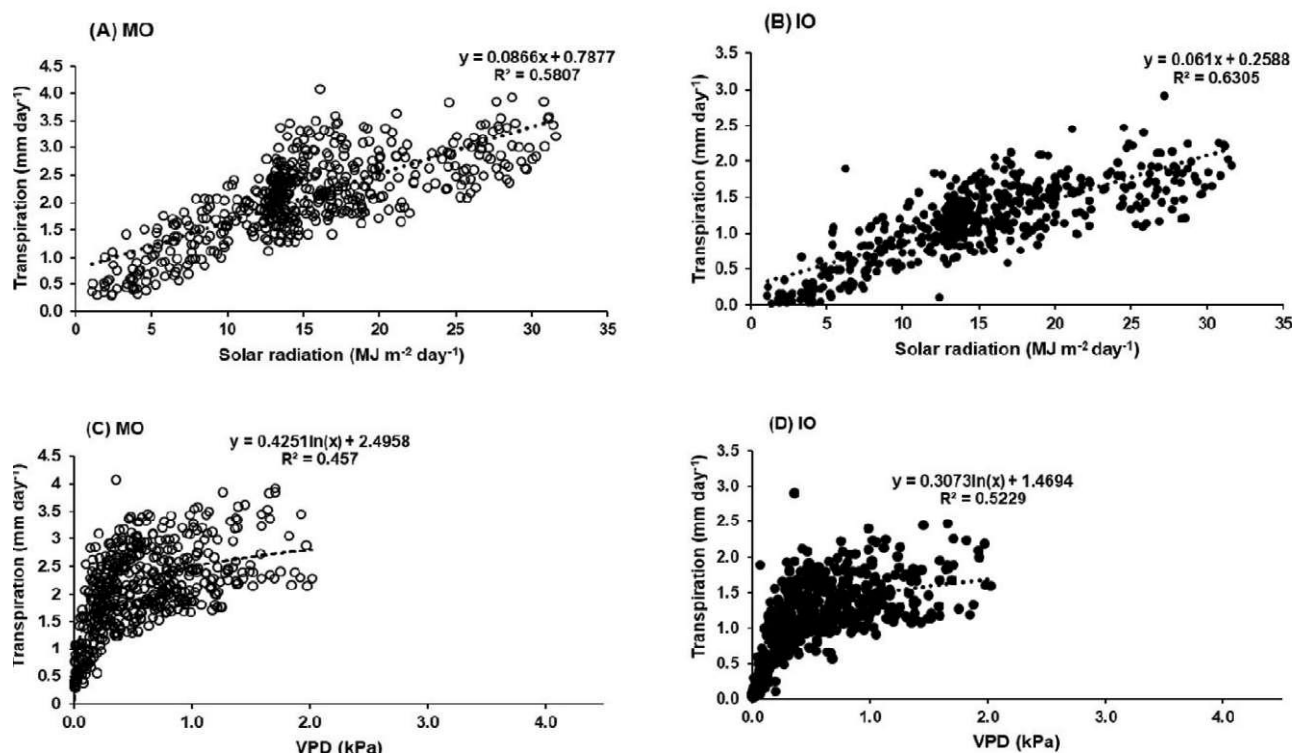 (A) MO
y = 0.0866x + 0.7877
R² = 0.5807
Transpiration (mm day⁻¹)
4.5
4.0
3.5
3.0
2.5
2.0
1.5
1.0
0.5
0.0
0 5 10 15 20 25 30 35
Solar radiation (MJ m⁻² day⁻¹)
(B) IO
y = 0.061x + 0.2588
R² = 0.6305
Transpiration (mm day⁻¹)
3.5
3.0
2.5
2.0
1.5
1.0
0.5
0.0
0 5 10 15 20 25 30 35
Solar radiation (MJ m⁻² day⁻¹)
(C) MO
y = 0.4251ln(x) + 2.4958
R² = 0.457
Transpiration (mm day⁻¹)
4.5
4
3.5
3
2.5
2
1.5
1
0.5
0
0.0 1.0 2.0 3.0 4.0
VPD (kPa)
(D) IO
y = 0.3073ln(x) + 1.4694
R² = 0.5229
Transpiration (mm day⁻¹)
3.5
3.0
2.5
2.0
1.5
1.0
0.5
0.0
0.0 1.0 2.0 3.0 4.0
VPD (kPa)